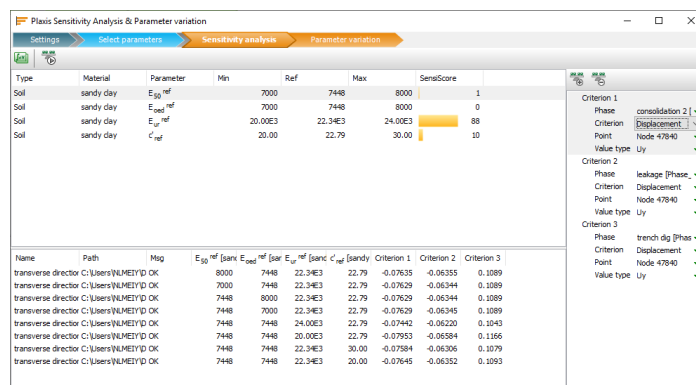 Plaxis Sensitivity Analysis & Parameter variation
Settings Select parameters Sensitivity analysis Parameter variation
Type Material Parameter Min Ref Max SensiScore
Soil sandy clay E50 ref 7000 7448 8000 1
Soil sandy clay Eoed ref 7000 7448 8000 0
Soil sandy clay Eur ref 20.00E3 22.34E3 24.00E3 88
Soil sandy clay c'ref 20.00 22.79 30.00 10
Criterion 1
Phase consolidation 2 [
Criterion Displacement
Point Node 47840
Value type Uy
Criterion 2
Phase leakage [Phase_
Criterion Displacement
Point Node 47840
Value type Uy
Criterion 3
Phase trench dig [Phas
Criterion Displacement
Point Node 47840
Value type Uy
Name Path Msg E50 ref [sand Eoed ref [sar Eur ref [sand c'ref [sandy Criterion 1 Criterion 2 Criterion 3
transverse direction C:\Users\NLMEIY\D OK 8000 7448 22.34E3 22.79 -0.07635 -0.06355 0.1089
transverse direction C:\Users\NLMEIY\D OK 7000 7448 22.34E3 22.79 -0.07629 -0.06344 0.1089
transverse direction C:\Users\NLMEIY\D OK 7448 8000 22.34E3 22.79 -0.07629 -0.06344 0.1089
transverse direction C:\Users\NLMEIY\D OK 7448 7000 22.34E3 22.79 -0.07629 -0.06345 0.1089
transverse direction C:\Users\NLMEIY\D OK 7448 7448 24.00E3 22.79 -0.07442 -0.06220 0.1043
transverse direction C:\Users\NLMEIY\D OK 7448 7448 20.00E3 22.79 -0.07953 -0.06584 0.1166
transverse direction C:\Users\NLMEIY\D OK 7448 7448 22.34E3 30.00 -0.07584 -0.06306 0.1079
transverse direction C:\Users\NLMEIY\D OK 7448 7448 22.34E3 20.00 -0.07645 -0.06352 0.1093